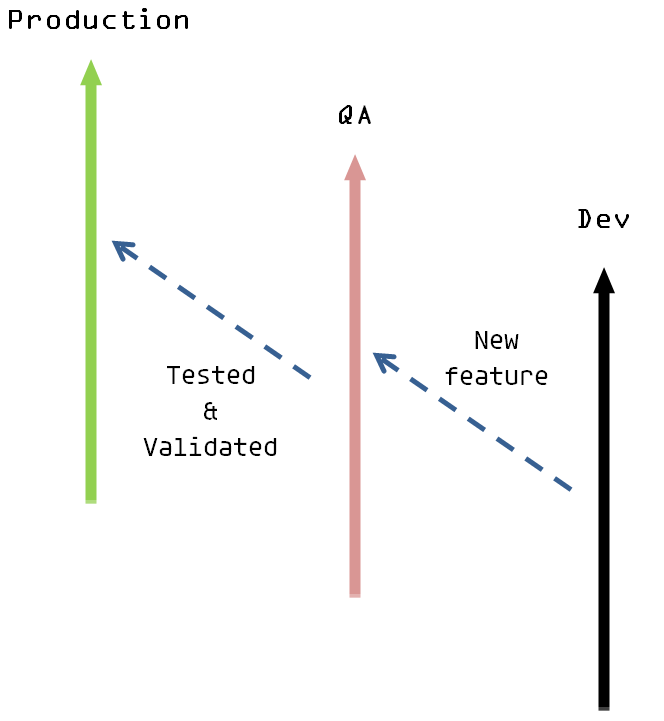 Production
QA
Dev
New
feature
Tested
&
Validated